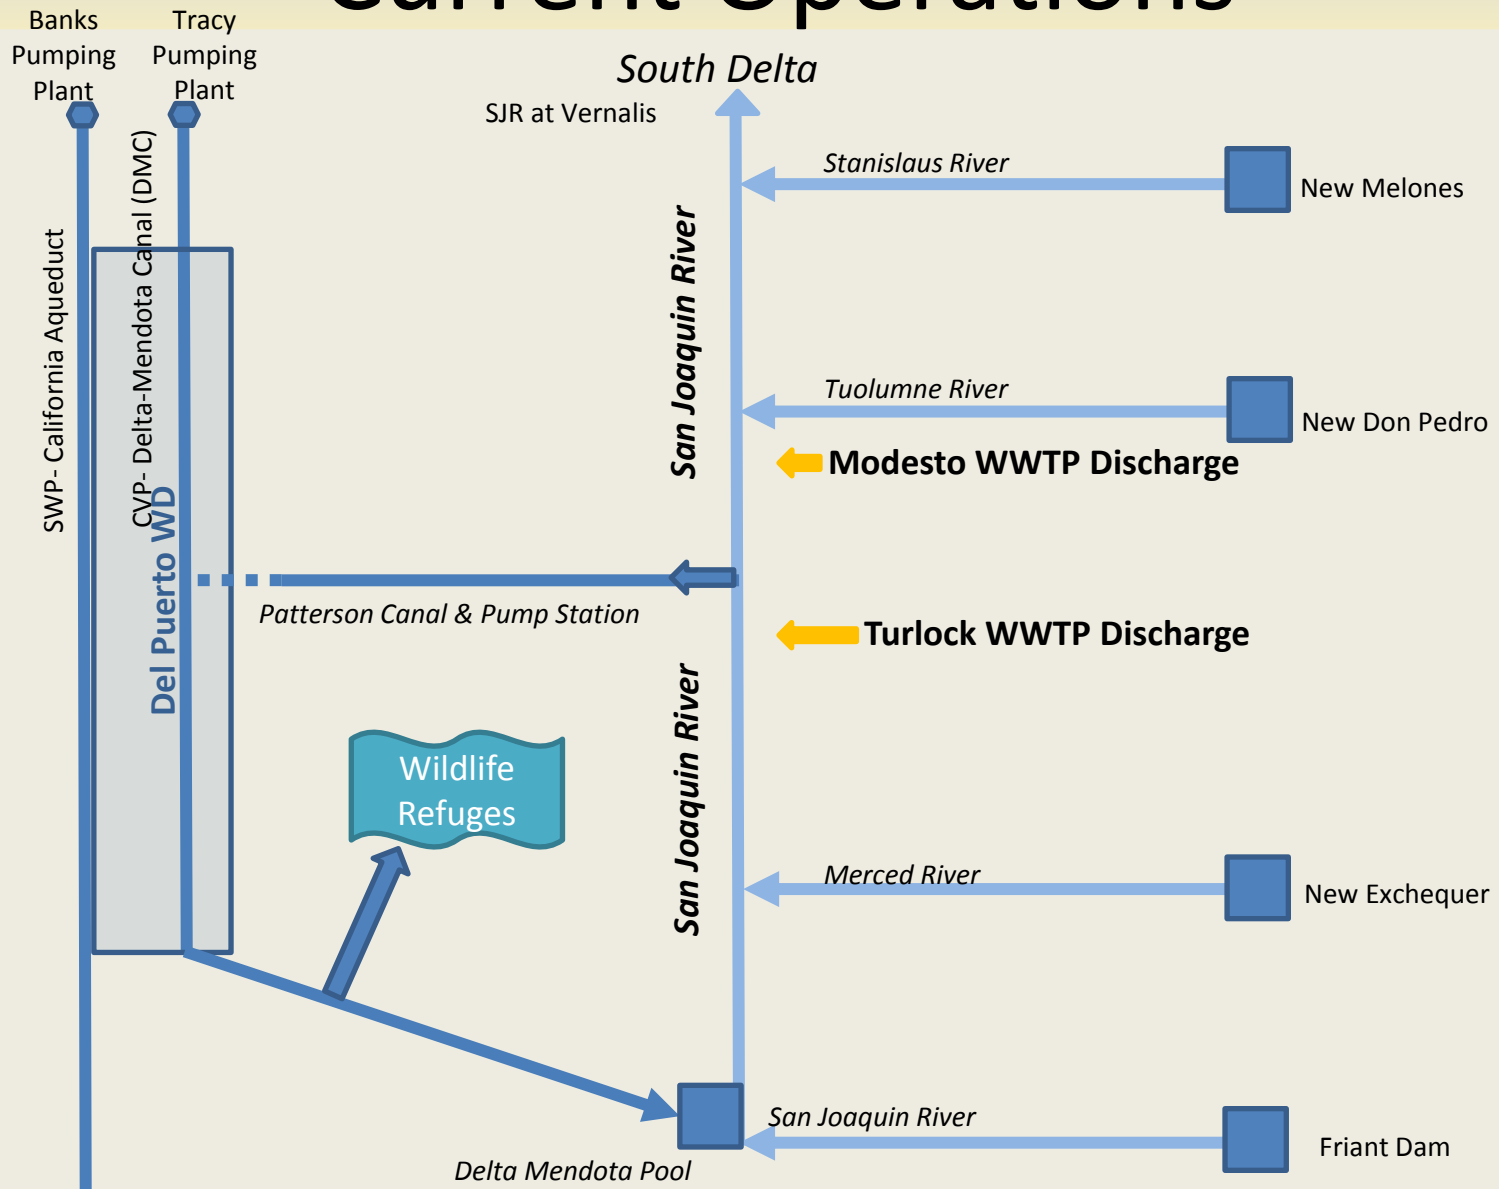 Current Operations
Banks
Pumping
Plant
Tracy
Pumping
Plant
South Delta
SJR at Vernalis
Stanislaus River
New Melones
SWP- California Aqueduct
CVP- Delta-Mendota Canal (DMC)
Del Puerto WD
San Joaquin River
Tuolumne River
New Don Pedro
Modesto WWTP Discharge
Patterson Canal & Pump Station
Turlock WWTP Discharge
San Joaquin River
Wildlife
Refuges
Merced River
New Exchequer
San Joaquin River
Friant Dam
Delta Mendota Pool